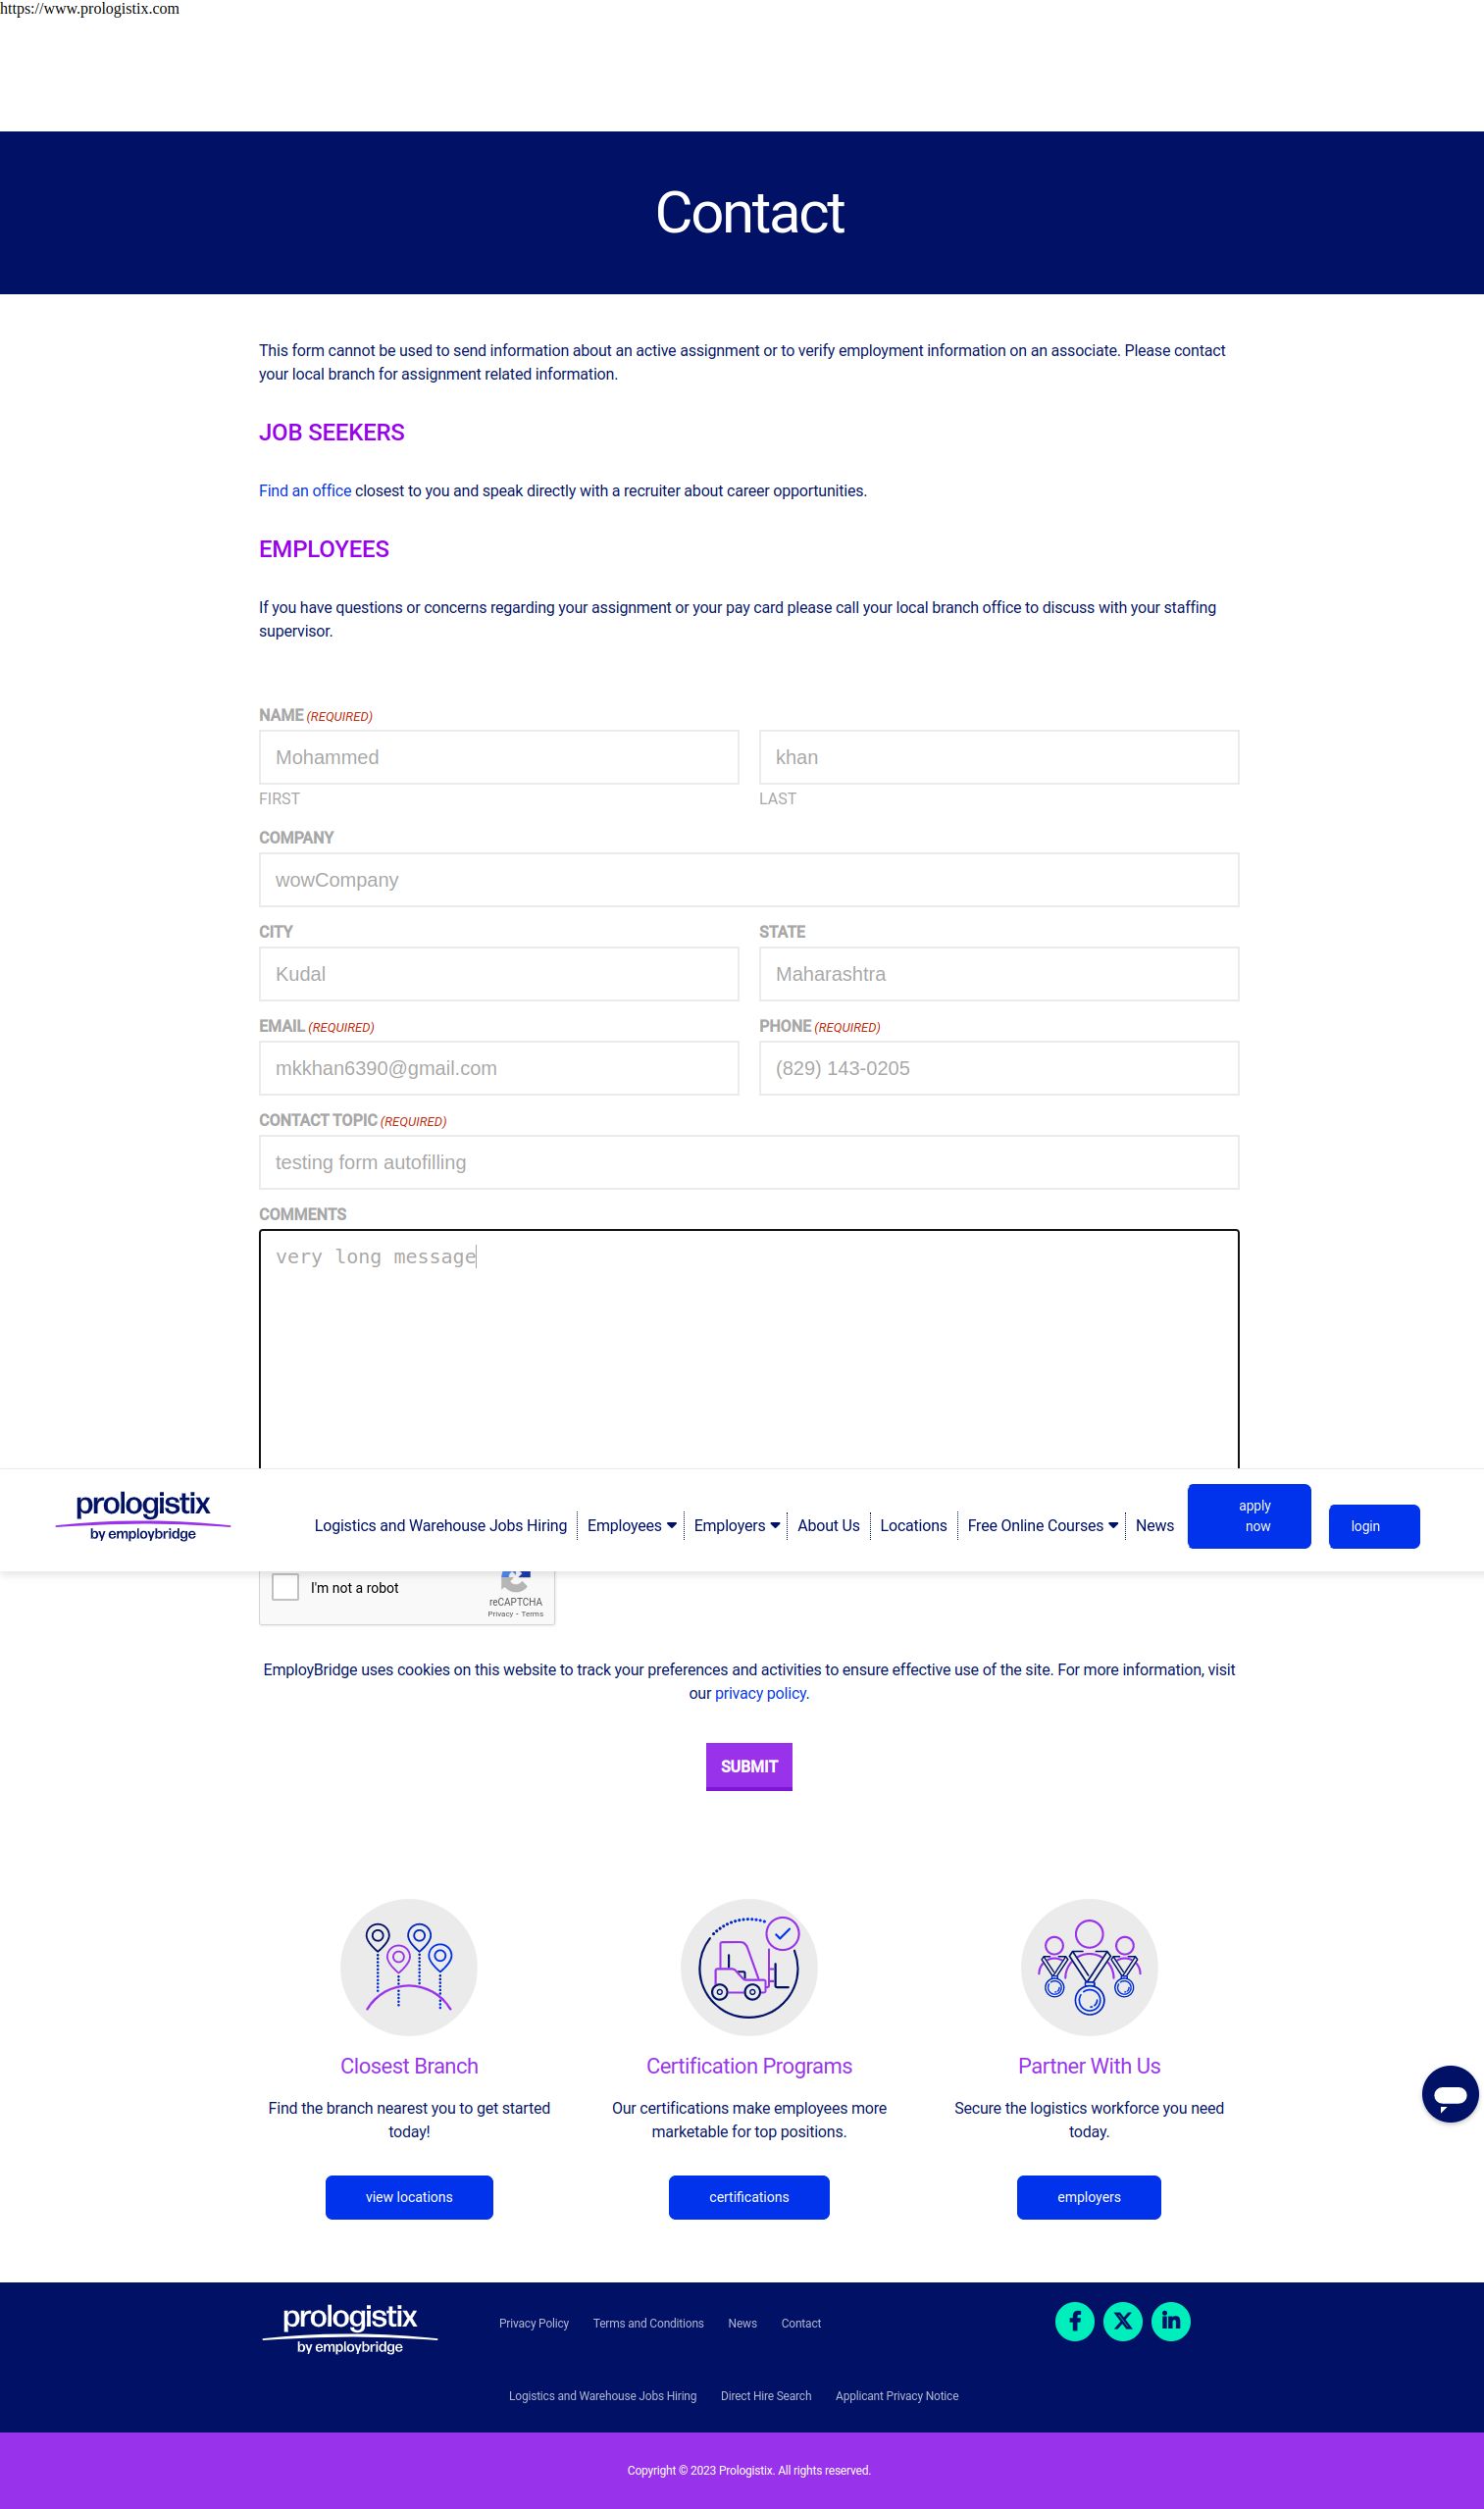 https://www.prologistix.com
Contact
This form cannot be used to send information about an active assignment or to verify employment information on an associate. Please contact
your local branch for assignment related information.
JOB SEEKERS
Find an office closest to you and speak directly with a recruiter about career opportunities.
EMPLOYEES
If you have questions or concerns regarding your assignment or your pay card please call your local branch office to discuss with your staffing
supervisor.
NAME (REQUIRED)
Mohammed khan
FIRST LAST
COMPANY
wowCompany
CITY STATE
Kudal Maharashtra
EMAIL (REQUIRED) PHONE (REQUIRED)
mkkhan6390@gmail.com (829) 143-0205
CONTACT TOPIC (REQUIRED)
testing form autofilling
COMMENTS
very long message
prologistix
by employbridge
Logistics and Warehouse Jobs Hiring Employees Employers About Us Locations Free Online Courses News
apply
now
login
I'm not a robot
reCAPTCHA
Privacy - Terms
EmployBridge uses cookies on this website to track your preferences and activities to ensure effective use of the site. For more information, visit
our privacy policy.
SUBMIT
Closest Branch
Find the branch nearest you to get started
today!
view locations
Certification Programs
Our certifications make employees more
marketable for top positions.
certifications
Partner With Us
Secure the logistics workforce you need
today.
employers
prologistix
by employbridge
Privacy Policy Terms and Conditions News Contact
Logistics and Warehouse Jobs Hiring Direct Hire Search Applicant Privacy Notice
Copyright © 2023 Prologistix. All rights reserved.